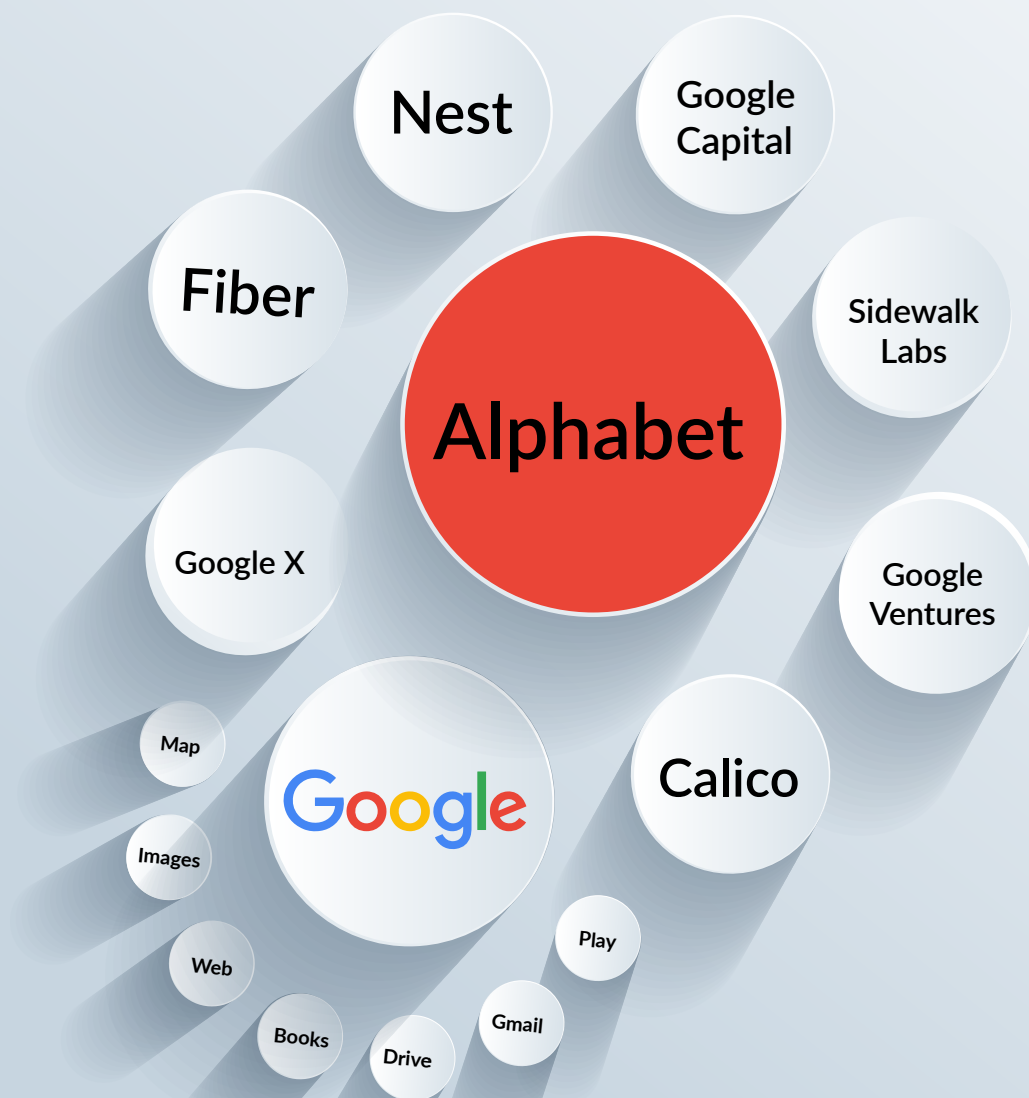 Nest
Google
Capital
Fiber
Sidewalk
Labs
Alphabet
Google X
Google
Ventures
Map
Google
Calico
Images
Play
Web
Gmail
Books
Drive